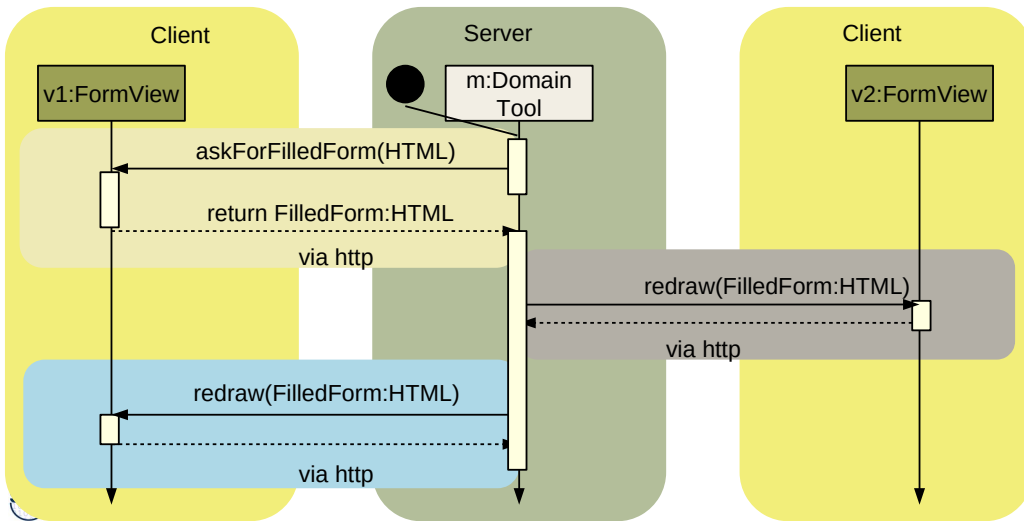 Client
Server
Client
v1:FormView
m:Domain
Tool
v2:FormView
askForFilledForm(HTML)
return FilledForm:HTML
via http
redraw(FilledForm:HTML)
via http
redraw(FilledForm:HTML)
via http